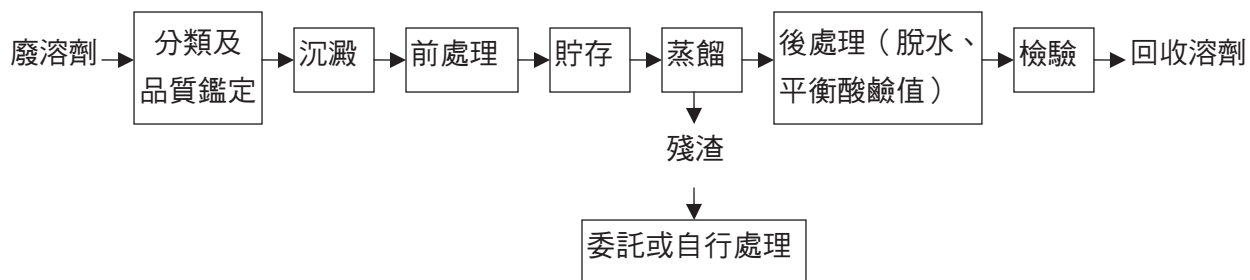 廢溶劑
分類及
品質鑑定
沉澱
前處理
貯存
蒸餾
後處理（脫水、
平衡酸鹼值）
檢驗
回收溶劑
殘渣
委託或自行處理